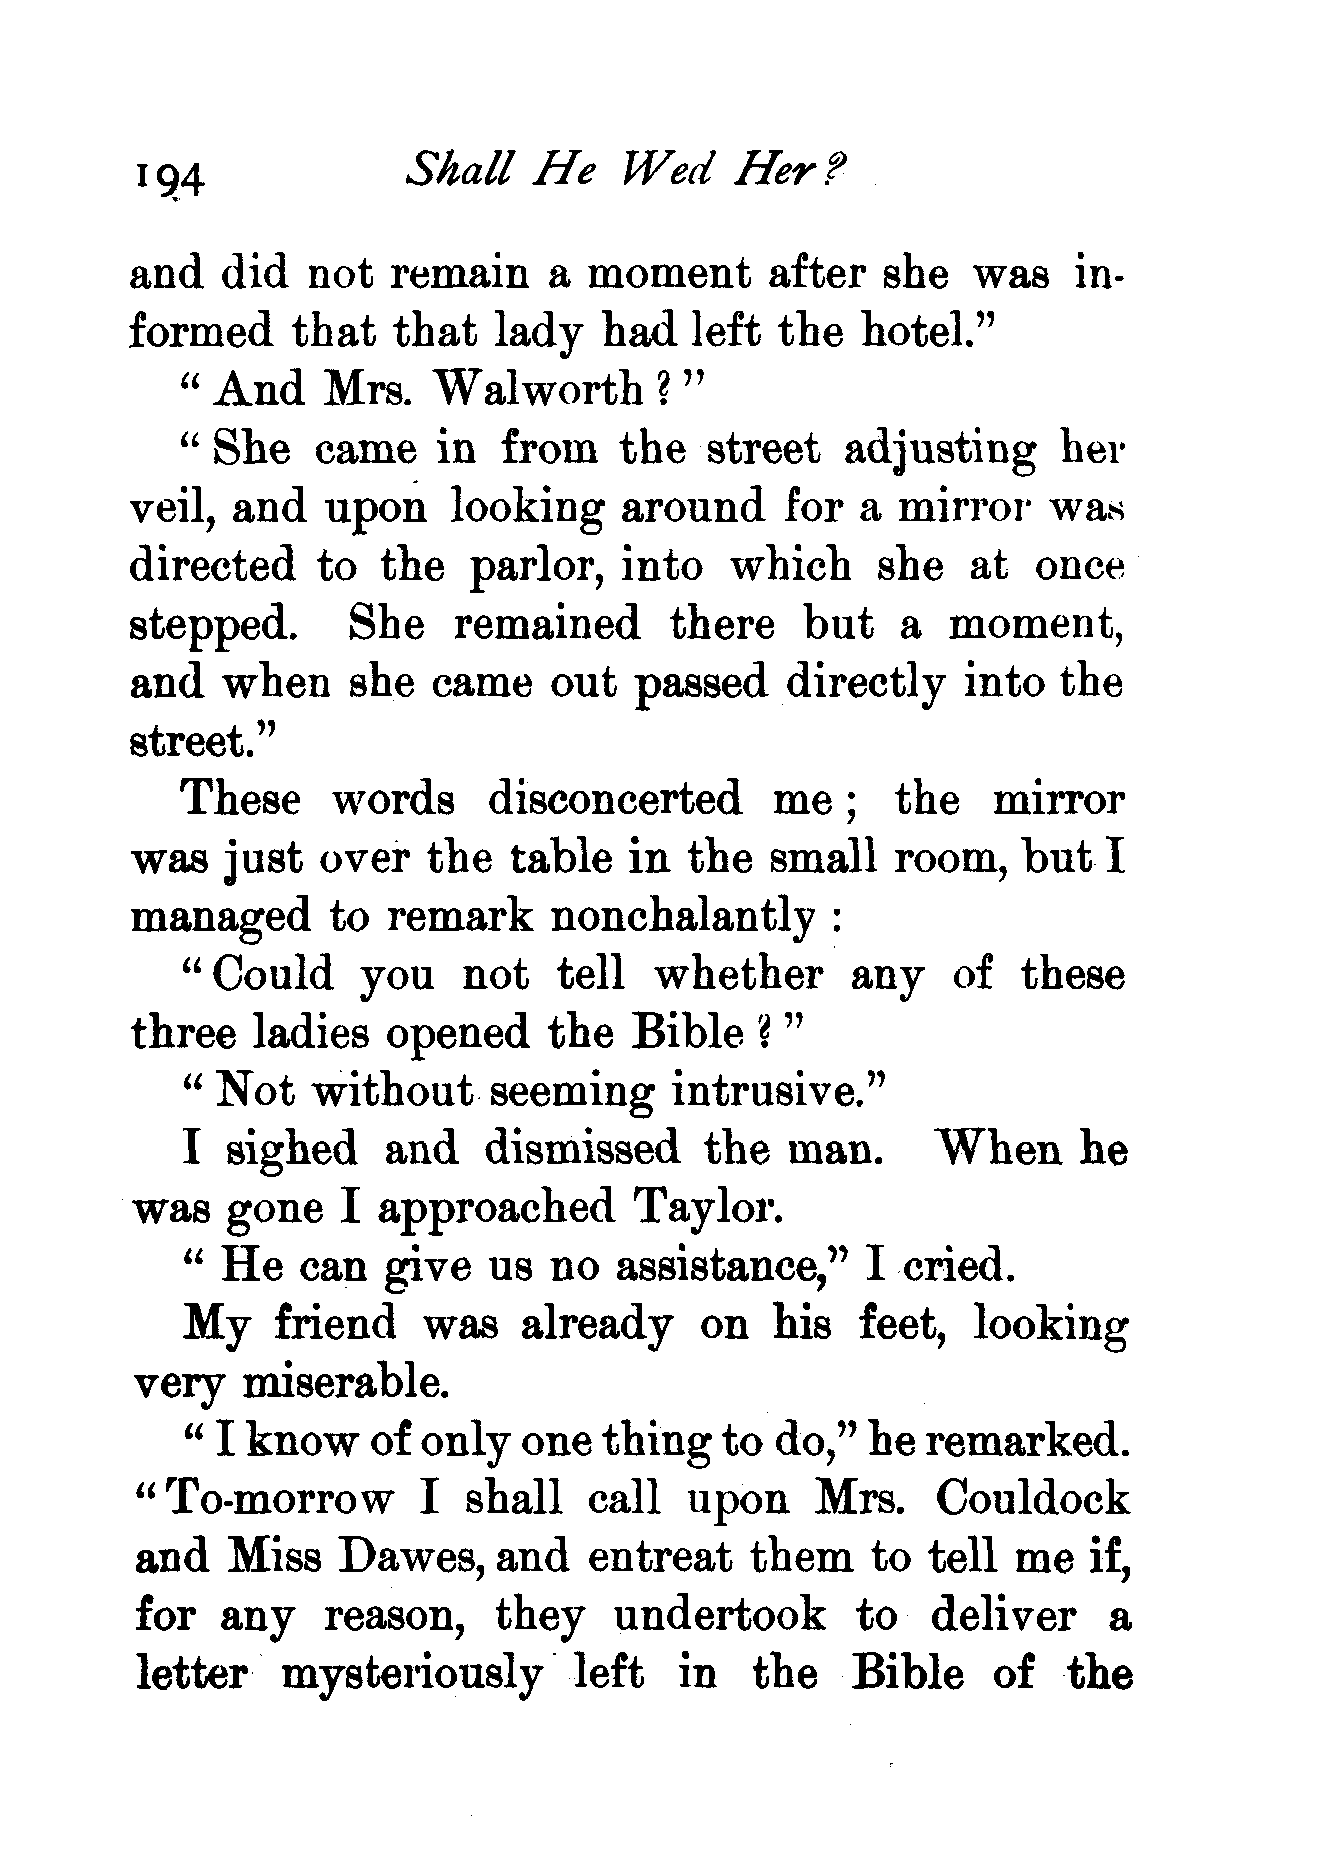 194 Shall He Wed Her?
and did not remain a moment after she was in-
formed that that lady had left the hotel."
" And Mrs. Walworth ? "
" She came in from the street adjusting her
veil, and upon looking around for a mirror was
directed to the parlor, into which she at once
stepped. She remained there but a moment,
and when she came out passed directly into the
street."
These words disconcerted me ; the mirror
was just over the table in the small room, but I
managed to remark nonchalantly :
" Could you not tell whether any of these
three ladies opened the Bible ? "
" Not without seeming intrusive."
I sighed and dismissed the man. When he
was gone I approached Taylor.
" He can give us no assistance," I cried.
My friend was already on his feet, looking
very miserable.
" I know of only one thing to do," he remarked.
" To-morrow I shall call upon Mrs. Couldock
and Miss Dawes, and entreat them to tell me if,
for any reason, they undertook to deliver a
letter mysteriously left in the Bible of the